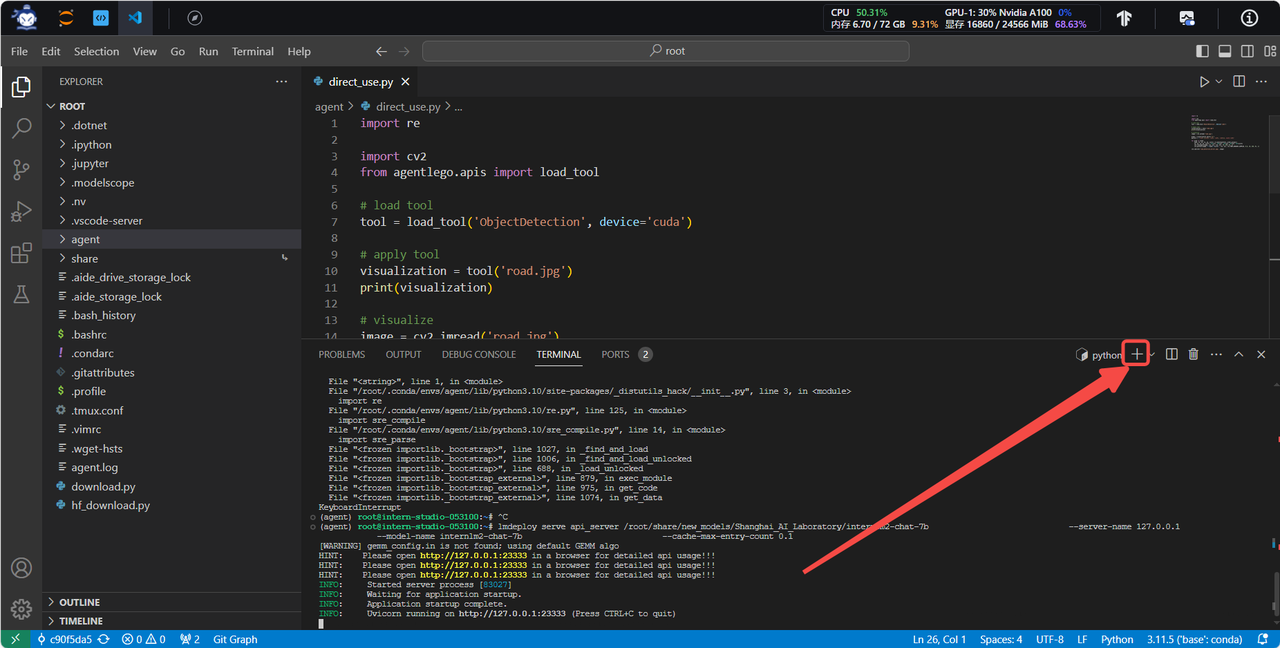 CPU 50.31% GPU-1: 30% Nvidia A100 0%
内存 6.70 / 72 GB 9.31% 显存 16860 / 24566 MiB 68.63%
File Edit Selection View Go Run Terminal Help
root
EXPLORER
direct_use.py
ROOT
agent > direct_use.py > ...
.dotnet
.ipython
.jupyter
.modelscope
.nv
.vscode-server
agent
share
.aide_drive_storage_lock
.aide_storage_lock
.bash_history
.bashrc
.condarc
.gitattributes
.profile
.tmux.conf
.vimrc
.wget-hsts
agent.log
download.py
hf_download.py
OUTLINE
TIMELINE
1 import re
2
3 import cv2
4 from agentlego.apis import load_tool
5
6 # load tool
7 tool = load_tool('ObjectDetection', device='cuda')
8
9 # apply tool
10 visualization = tool('road.jpg')
11 print(visualization)
12
13 # visualize
14 image = cv2.imread('road.jpg')
PROBLEMS OUTPUT DEBUG CONSOLE TERMINAL PORTS 2
python
File "<string>", line 1, in <module>
File "/root/.conda/envs/agent/lib/python3.10/site-packages/_distutils_hack/__init__.py", line 3, in <module>
import re
File "/root/.conda/envs/agent/lib/python3.10/re.py", line 125, in <module>
import sre_compile
File "/root/.conda/envs/agent/lib/python3.10/sre_compile.py", line 14, in <module>
import sre_parse
File "<frozen importlib._bootstrap>", line 1027, in _find_and_load
File "<frozen importlib._bootstrap>", line 1006, in _find_and_load_unlocked
File "<frozen importlib._bootstrap>", line 688, in _load_unlocked
File "<frozen importlib._bootstrap_external>", line 879, in exec_module
File "<frozen importlib._bootstrap_external>", line 975, in get_code
File "<frozen importlib._bootstrap_external>", line 1074, in get_data
KeyboardInterrupt
(agent) root@intern-studio-053100:~# ^C
(agent) root@intern-studio-053100:~# lmdeploy serve api_server /root/share/new_models/Shanghai_AI_Laboratory/internlm2-chat-7b --server-name 127.0.0.1
--model-name internlm2-chat-7b --cache-max-entry-count 0.1
[WARNING] gemm_config.in is not found; using default GEMM algo
HINT: Please open http://127.0.0.1:23333 in a browser for detailed api usage!!!
HINT: Please open http://127.0.0.1:23333 in a browser for detailed api usage!!!
HINT: Please open http://127.0.0.1:23333 in a browser for detailed api usage!!!
INFO: Started server process [83027]
INFO: Waiting for application startup.
INFO: Application startup complete.
INFO: Uvicorn running on http://127.0.0.1:23333 (Press CTRL+C to quit)
c90f5da5 0 0 2 Git Graph Ln 26, Col 1 Spaces: 4 UTF-8 LF Python 3.11.5 ('base': conda)